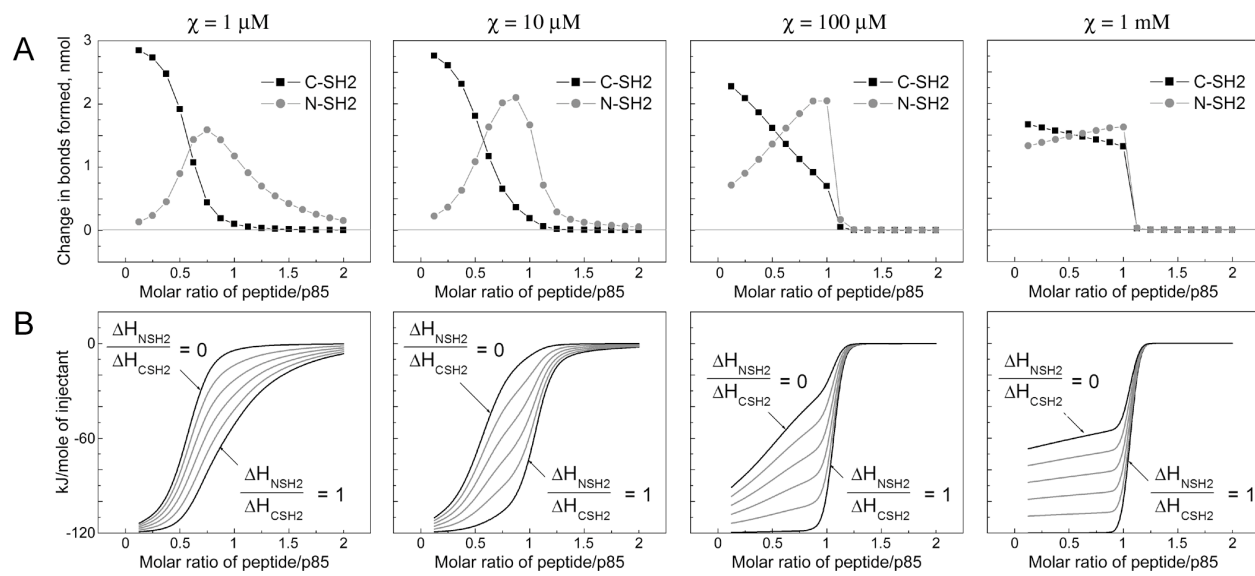 χ = 1 μM χ = 10 μM χ = 100 μM χ = 1 mM
A
Change in bonds formed, nmol
3
2
1
0
C-SH2
N-SH2
C-SH2
N-SH2
C-SH2
N-SH2
C-SH2
N-SH2
0 0.5 1 1.5 2
0 0.5 1 1.5 2
0 0.5 1 1.5 2
0 0.5 1 1.5 2
Molar ratio of peptide/p85
Molar ratio of peptide/p85
Molar ratio of peptide/p85
Molar ratio of peptide/p85
B
kJ/mole of injectant
0
-60
-120
ΔH_NSH2
ΔH_CSH2
= 0
ΔH_NSH2
ΔH_CSH2
= 1
ΔH_NSH2
ΔH_CSH2
= 0
ΔH_NSH2
ΔH_CSH2
= 1
ΔH_NSH2
ΔH_CSH2
= 0
ΔH_NSH2
ΔH_CSH2
= 1
ΔH_NSH2
ΔH_CSH2
= 0
ΔH_NSH2
ΔH_CSH2
= 1
0 0.5 1 1.5 2
0 0.5 1 1.5 2
0 0.5 1 1.5 2
0 0.5 1 1.5 2
Molar ratio of peptide/p85
Molar ratio of peptide/p85
Molar ratio of peptide/p85
Molar ratio of peptide/p85